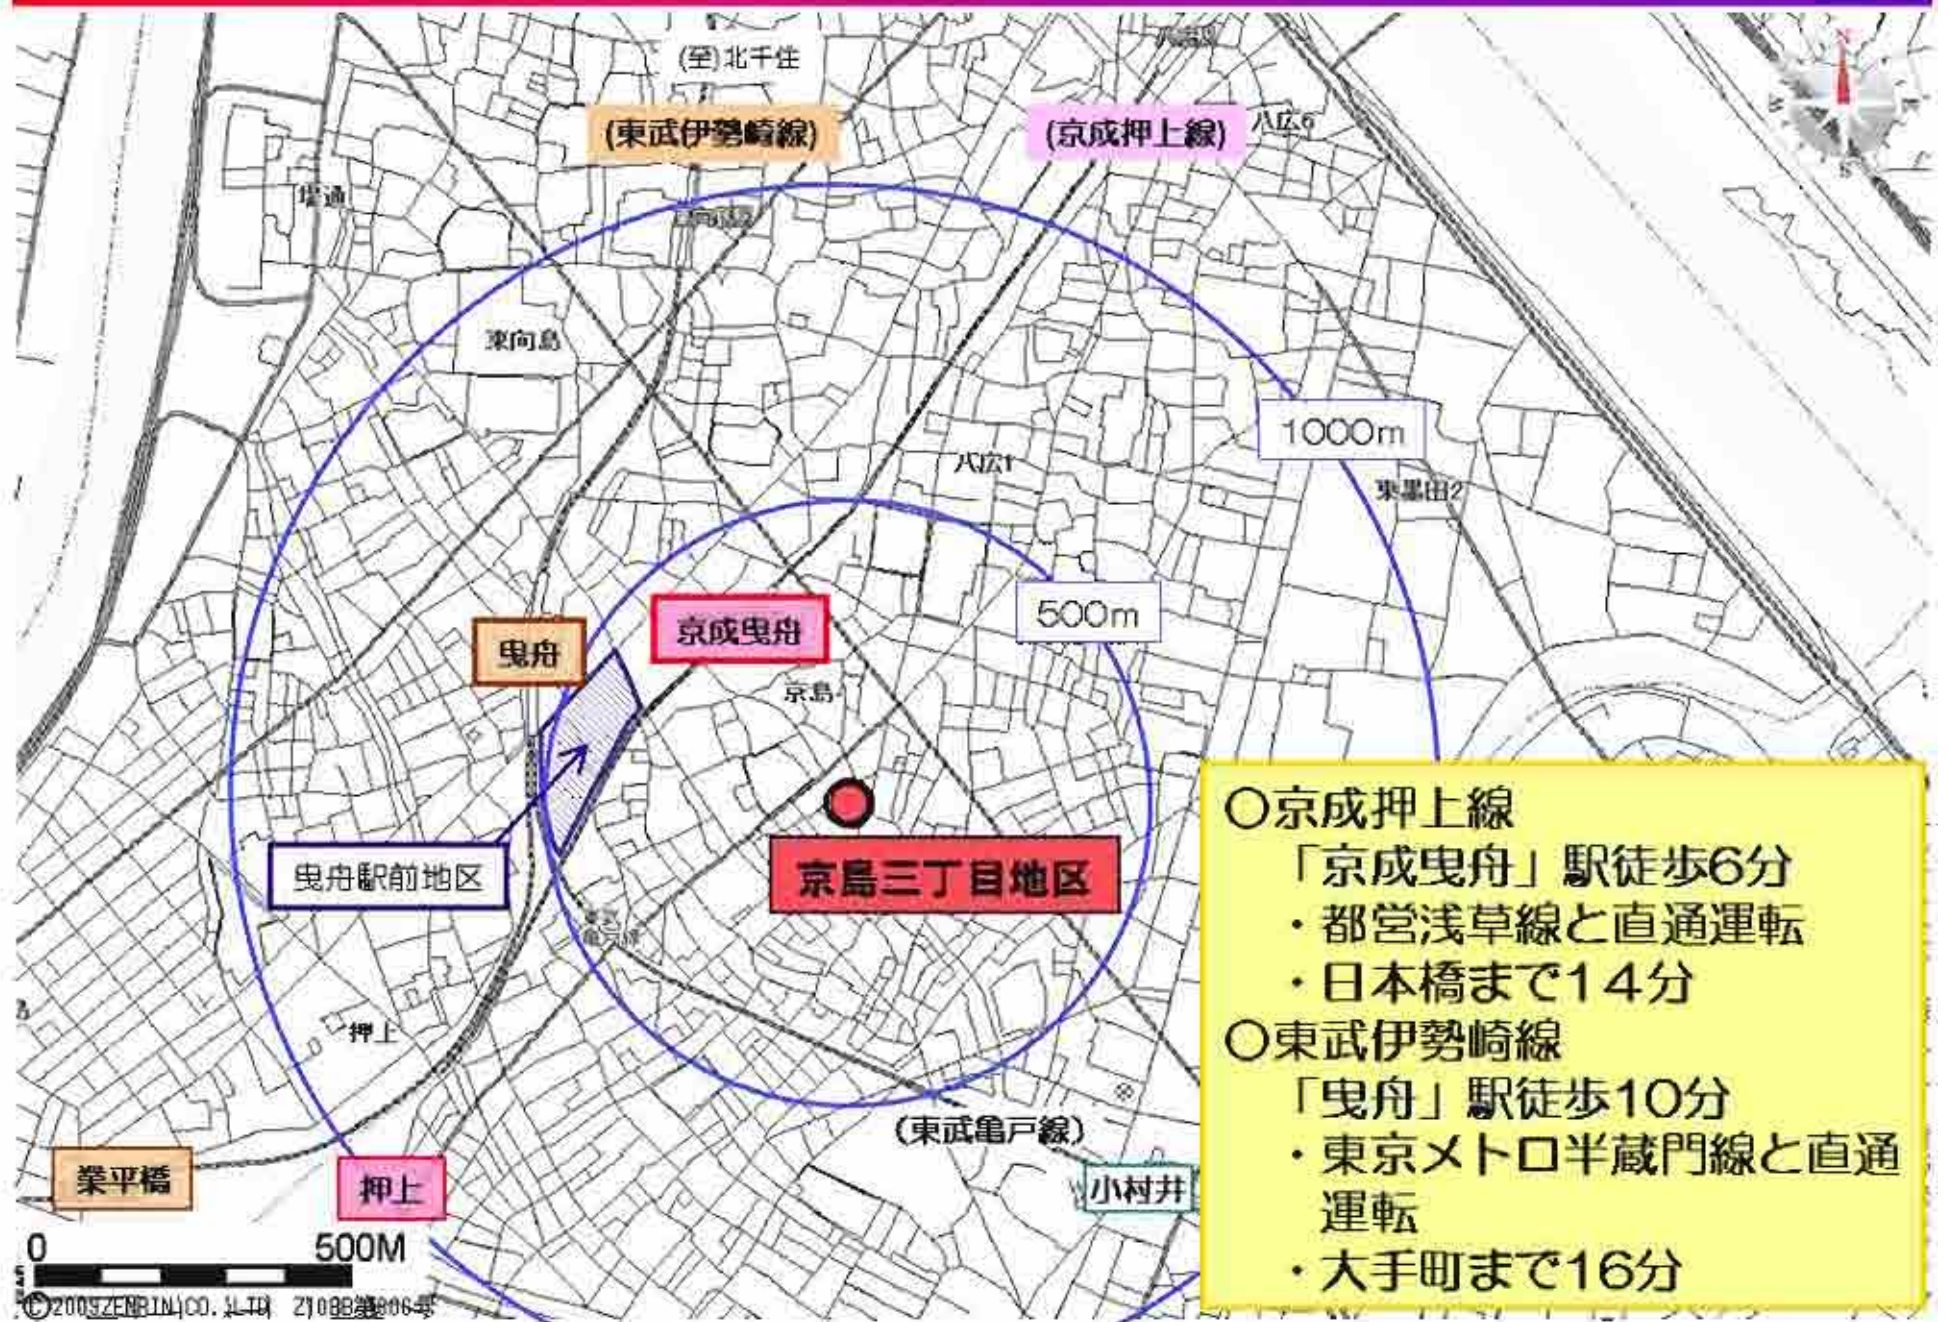 (至)北千住
(東武伊勢崎線)
(京成押上線)
八広6
N
W
E
S
堤通
東向島
1000m
八広1
東墨田2
500m
京成曳舟
曳舟
京島
京島三丁目地区
曳舟駅前地区
東武
亀戸線
押上
(東武亀戸線)
業平橋
押上
小村井
0
500M
○京成押上線
「京成曳舟」駅徒歩6分
・都営浅草線と直通運転
・日本橋まで14分
○東武伊勢崎線
「曳舟」駅徒歩10分
・東京メトロ半蔵門線と直通
運転
・大手町まで16分